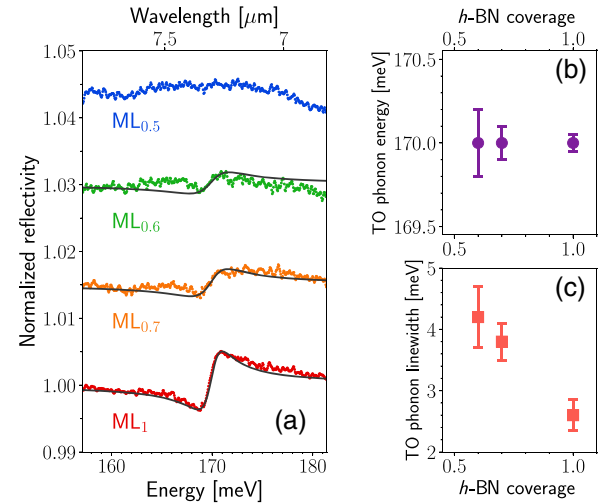 Wavelength [μm]
7.5
7
1.05
1.04
1.03
1.02
1.01
1.00
0.99
Normalized reflectivity
ML0.5
ML0.6
ML0.7
ML1
(a)
160
170
180
Energy [meV]
h-BN coverage
0.5
1.0
170.5
170.0
169.5
TO phonon energy [meV]
(b)
0.5
1.0
5
4
3
2
TO phonon linewidth [meV]
(c)
0.5
1.0
h-BN coverage